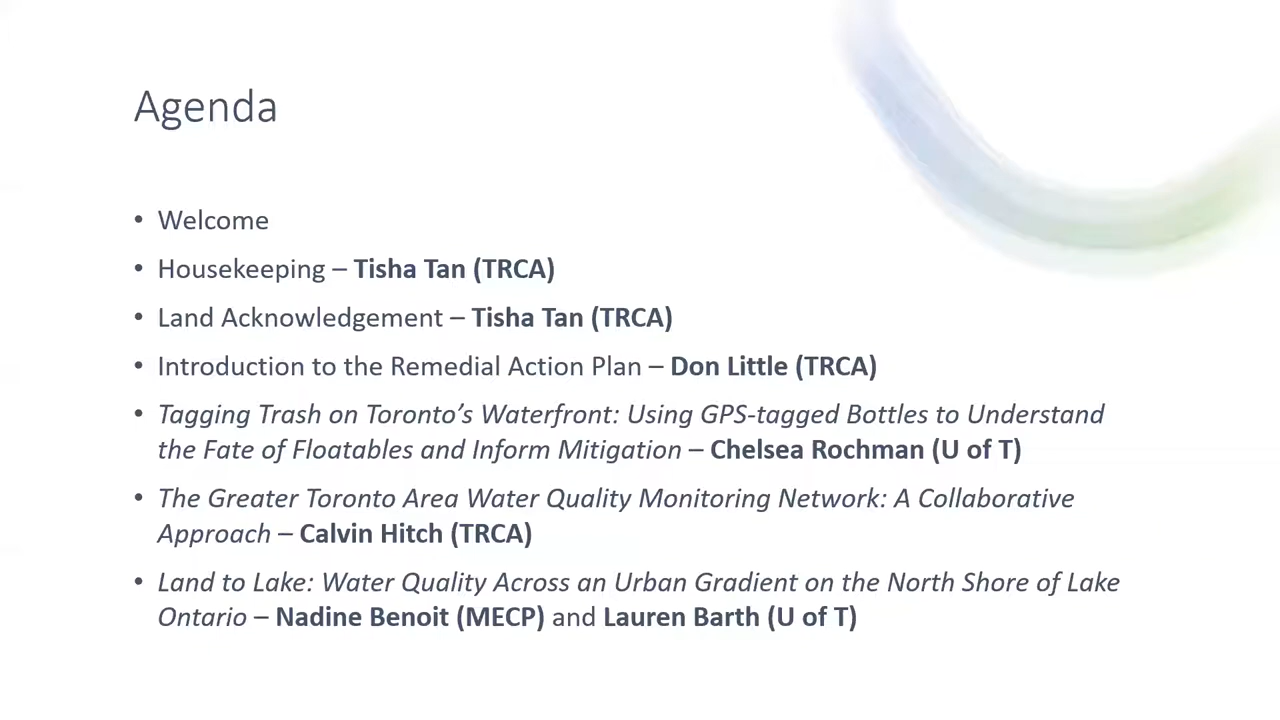 Agenda
• Welcome
• Housekeeping – Tisha Tan (TRCA)
• Land Acknowledgement – Tisha Tan (TRCA)
• Introduction to the Remedial Action Plan – Don Little (TRCA)
• Tagging Trash on Toronto’s Waterfront: Using GPS-tagged Bottles to Understand
the Fate of Floatables and Inform Mitigation – Chelsea Rochman (U of T)
• The Greater Toronto Area Water Quality Monitoring Network: A Collaborative
Approach – Calvin Hitch (TRCA)
• Land to Lake: Water Quality Across an Urban Gradient on the North Shore of Lake
Ontario – Nadine Benoit (MECP) and Lauren Barth (U of T)